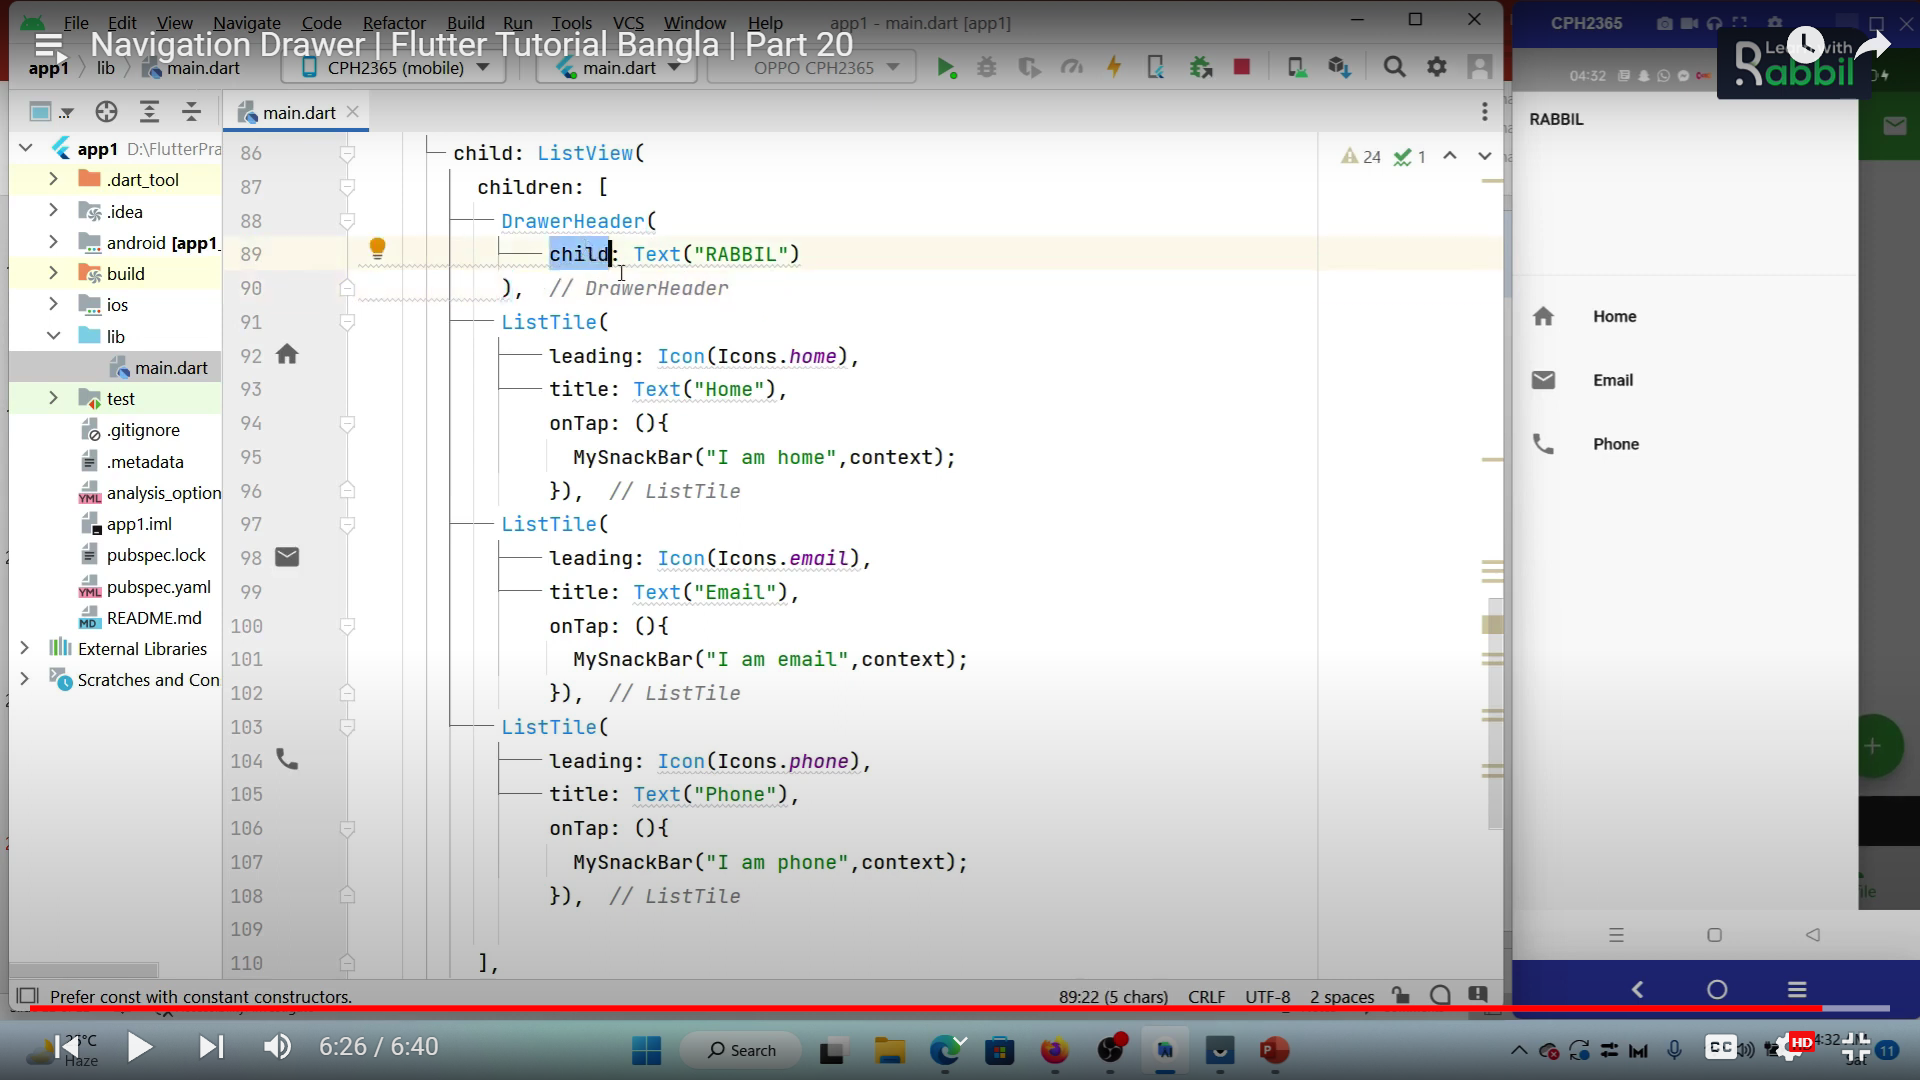 File Edit View Navigate Code Refactor Build Run Tools VCS Window Help app1 - main.dart [app1]
Navigation Drawer | Flutter Tutorial Bangla | Part 20
app1 lib main.dart CPH2365 (mobile) main.dart OPPO CPH2365
main.dart
app1 D:\FlutterPra
.dart_tool
.idea
android [app1_
build
ios
lib
main.dart
test
.gitignore
.metadata
analysis_option
app1.iml
pubspec.lock
pubspec.yaml
README.md
External Libraries
Scratches and Con
24 1
86 child: ListView(
87 children: [
88 DrawerHeader(
89 child: Text("RABBIL")
90 ), // DrawerHeader
91 ListTile(
92 leading: Icon(Icons.home),
93 title: Text("Home"),
94 onTap: (){
95 MySnackBar("I am home",context);
96 }), // ListTile
97 ListTile(
98 leading: Icon(Icons.email),
99 title: Text("Email"),
100 onTap: (){
101 MySnackBar("I am email",context);
102 }), // ListTile
103 ListTile(
104 leading: Icon(Icons.phone),
105 title: Text("Phone"),
106 onTap: (){
107 MySnackBar("I am phone",context);
108 }), // ListTile
109
110 ],
Prefer const with constant constructors. 89:22 (5 chars) CRLF UTF-8 2 spaces
CPH2365
Learn with
Rabbil
04:32
RABBIL
Home
Email
Phone
6:26 / 6:40
Haze
Search
CC
HD
11